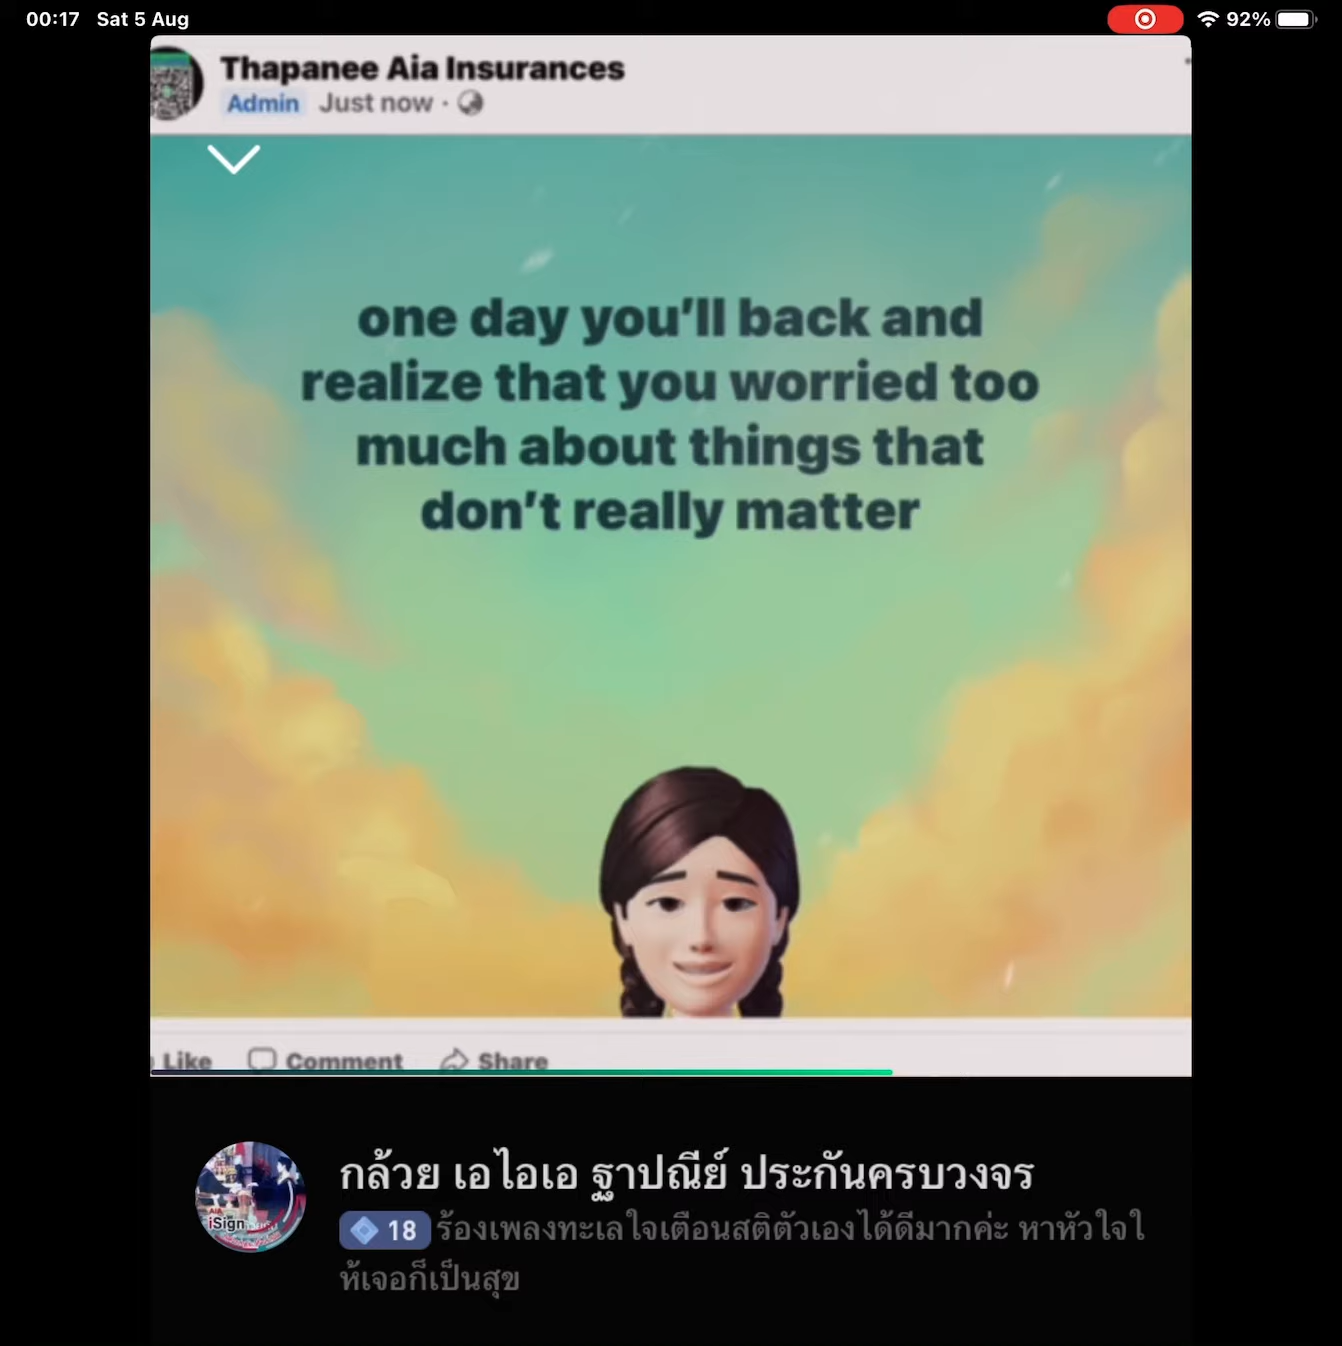 00:17 Sat 5 Aug
92%
Thapanee Aia Insurances
Admin Just now ·
one day you'll back and
realize that you worried too
much about things that
don't really matter
Like Comment Share
กล้วย เอไอเอ ฐาปณีย์ ประกันครบวงจร
18 ร้องเพลงทะเลใจเตือนสติตัวเองได้ดีมากค่ะ หาหัวใจใ
ห้เจอก็เป็นสุข
AIA
iSign